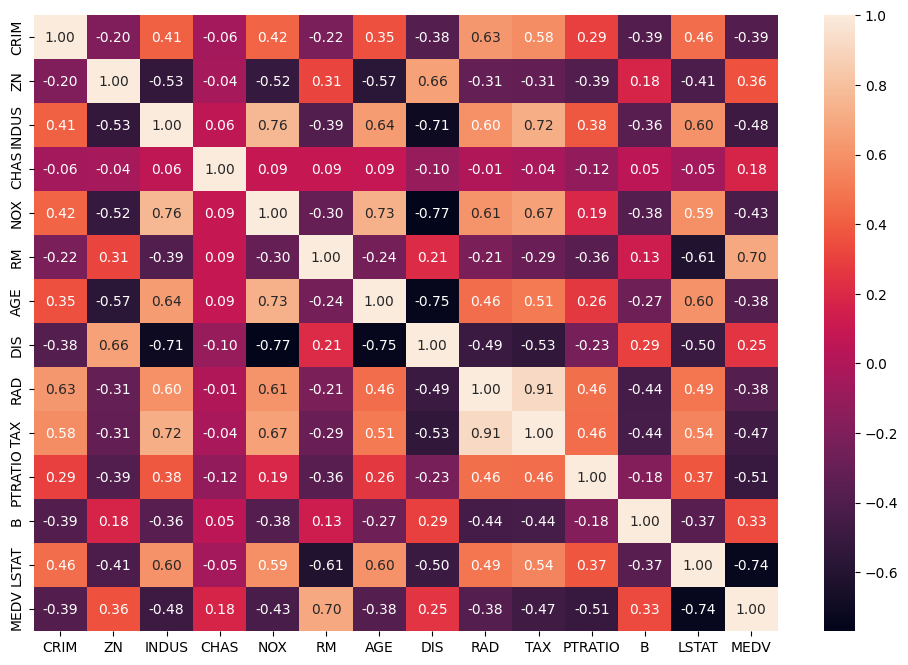 CRIM 1.00 -0.20 0.41 -0.06 0.42 -0.22 0.35 -0.38 0.63 0.58 0.29 -0.39 0.46 -0.39
ZN -0.20 1.00 -0.53 -0.04 -0.52 0.31 -0.57 0.66 -0.31 -0.31 -0.39 0.18 -0.41 0.36
INDUS 0.41 -0.53 1.00 0.06 0.76 -0.39 0.64 -0.71 0.60 0.72 0.38 -0.36 0.60 -0.48
CHAS -0.06 -0.04 0.06 1.00 0.09 0.09 0.09 -0.10 -0.01 -0.04 -0.12 0.05 -0.05 0.18
NOX 0.42 -0.52 0.76 0.09 1.00 -0.30 0.73 -0.77 0.61 0.67 0.19 -0.38 0.59 -0.43
RM -0.22 0.31 -0.39 0.09 -0.30 1.00 -0.24 0.21 -0.21 -0.29 -0.36 0.13 -0.61 0.70
AGE 0.35 -0.57 0.64 0.09 0.73 -0.24 1.00 -0.75 0.46 0.51 0.26 -0.27 0.60 -0.38
DIS -0.38 0.66 -0.71 -0.10 -0.77 0.21 -0.75 1.00 -0.49 -0.53 -0.23 0.29 -0.50 0.25
RAD 0.63 -0.31 0.60 -0.01 0.61 -0.21 0.46 -0.49 1.00 0.91 0.46 -0.44 0.49 -0.38
TAX 0.58 -0.31 0.72 -0.04 0.67 -0.29 0.51 -0.53 0.91 1.00 0.46 -0.44 0.54 -0.47
PTRATIO 0.29 -0.39 0.38 -0.12 0.19 -0.36 0.26 -0.23 0.46 0.46 1.00 -0.18 0.37 -0.51
B -0.39 0.18 -0.36 0.05 -0.38 0.13 -0.27 0.29 -0.44 -0.44 -0.18 1.00 -0.37 0.33
LSTAT 0.46 -0.41 0.60 -0.05 0.59 -0.61 0.60 -0.50 0.49 0.54 0.37 -0.37 1.00 -0.74
MEDV -0.39 0.36 -0.48 0.18 -0.43 0.70 -0.38 0.25 -0.38 -0.47 -0.51 0.33 -0.74 1.00
CRIM ZN INDUS CHAS NOX RM AGE DIS RAD TAX PTRATIO B LSTAT MEDV
1.0
0.8
0.6
0.4
0.2
0.0
−0.2
−0.4
−0.6